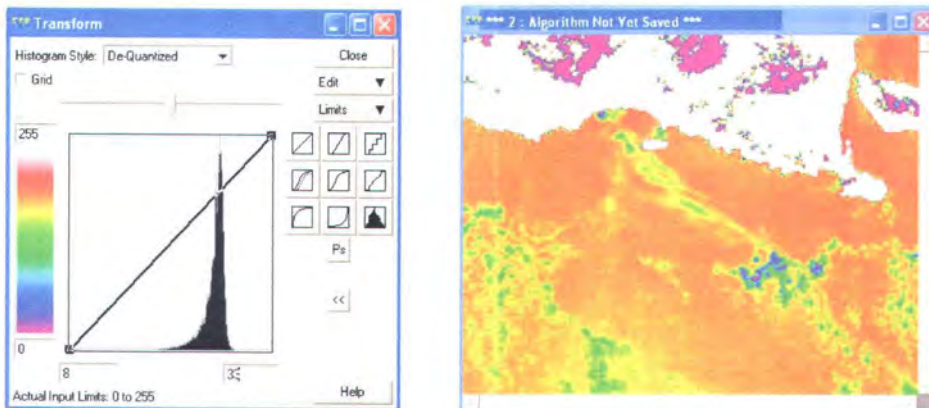 Transform
Histogram Style: De-Quantized
Close
Grid
Edit
Limits
255
Ps
<<
0
8
Actual Input Limits: 0 to 255
Help
*** 2 : Algorithm Not Yet Saved ***